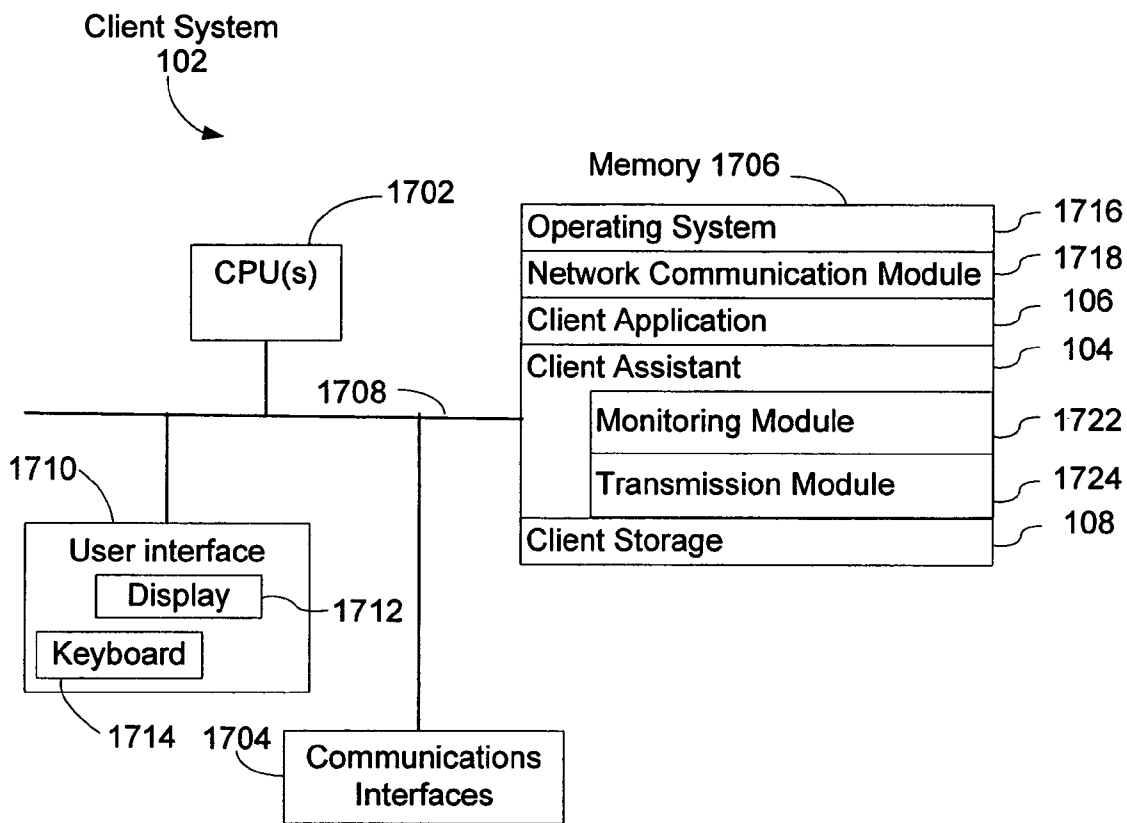 Client System
102
Memory 1706
1702
CPU(s)
Operating System
1716
Network Communication Module
1718
Client Application
106
Client Assistant
104
1708
Monitoring Module
1722
Transmission Module
1724
Client Storage
108
1710
User interface
Display
1712
Keyboard
1714
1704
Communications
Interfaces